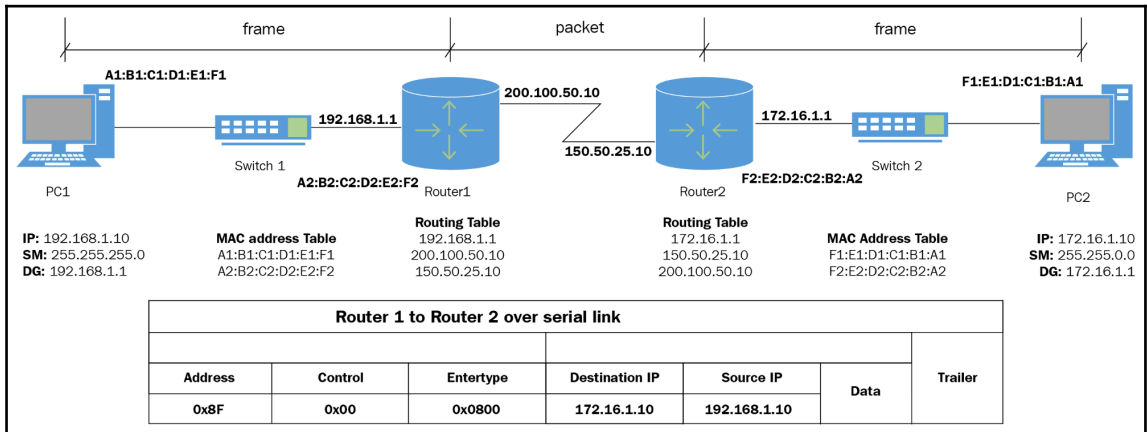 frame packet frame
A1:B1:C1:D1:E1:F1
F1:E1:D1:C1:B1:A1
200.100.50.10
192.168.1.1
172.16.1.1
150.50.25.10
Switch 1
Switch 2
A2:B2:C2:D2:E2:F2
F2:E2:D2:C2:B2:A2
PC1
Router1
Router2
PC2
IP: 192.168.1.10
SM: 255.255.255.0
DG: 192.168.1.1
MAC address Table
A1:B1:C1:D1:E1:F1
A2:B2:C2:D2:E2:F2
Routing Table
192.168.1.1
200.100.50.10
150.50.25.10
Routing Table
172.16.1.1
150.50.25.10
200.100.50.10
MAC Address Table
F1:E1:D1:C1:B1:A1
F2:E2:D2:C2:B2:A2
IP: 172.16.1.10
SM: 255.255.0.0
DG: 172.16.1.1
Router 1 to Router 2 over serial link
Address Control Entertype Destination IP Source IP Data Trailer
0x8F 0x00 0x0800 172.16.1.10 192.168.1.10